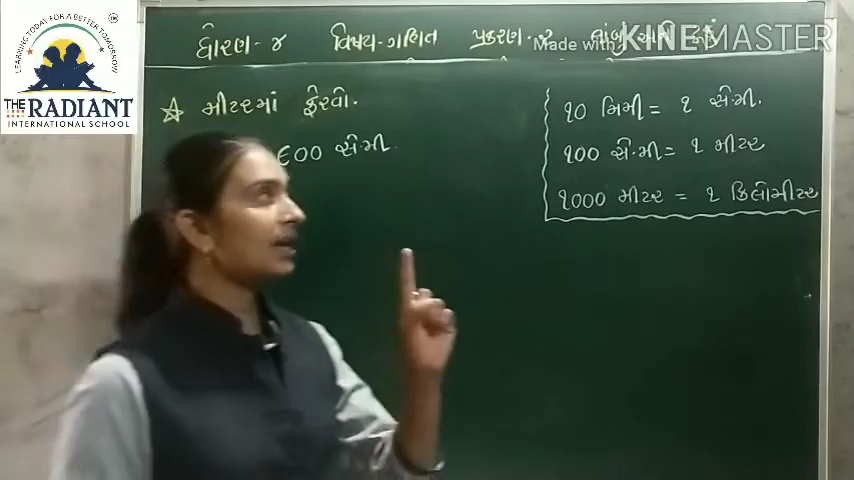 LEARNING TODAY FOR A BETTER TOMORROW
THE RADIANT
INTERNATIONAL SCHOOL
Made with KINEMASTER
ધોરણ - ૪ વિષય - ગણિત પ્રકરણ - ૨
☆ મીટરમાં ફેરવો.
૬૦૦ સે.મી.
૧૦ મિમી = ૧ સે.મી.
૧૦૦ સે.મી = ૧ મીટર
૧૦૦૦ મીટર = ૧ કિલોમીટર